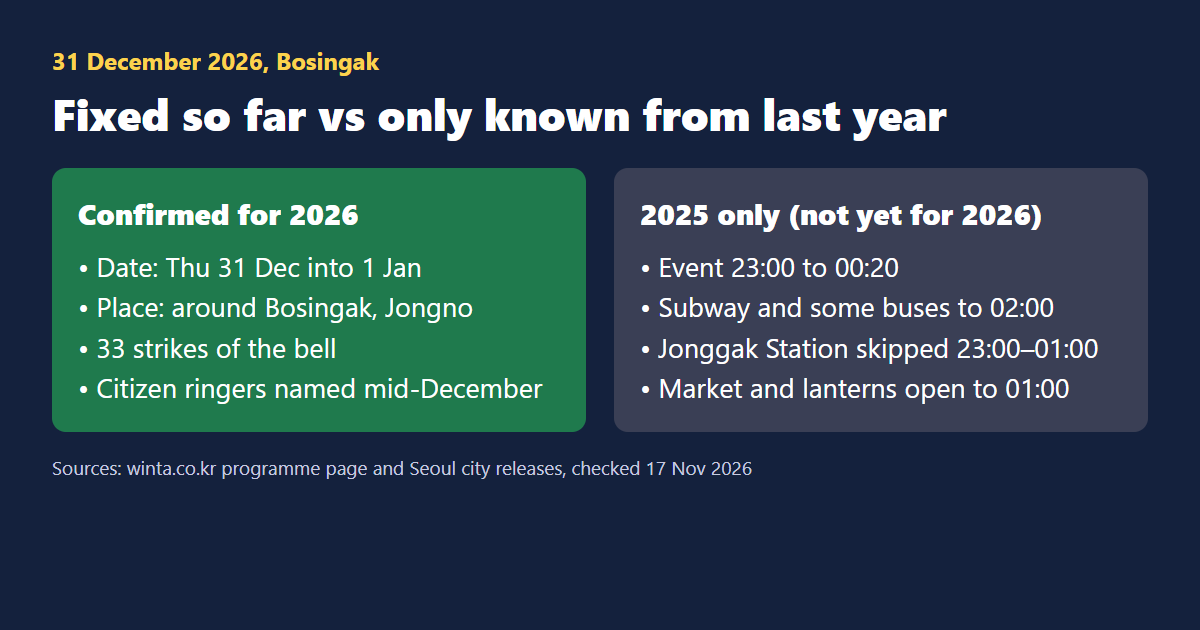 31 December 2026, Bosingak
Fixed so far vs only known from last year
Confirmed for 2026
• Date: Thu 31 Dec into 1 Jan
• Place: around Bosingak, Jongno
• 33 strikes of the bell
• Citizen ringers named mid-December
2025 only (not yet for 2026)
• Event 23:00 to 00:20
• Subway and some buses to 02:00
• Jonggak Station skipped 23:00–01:00
• Market and lanterns open to 01:00
Sources: winta.co.kr programme page and Seoul city releases, checked 17 Nov 2026